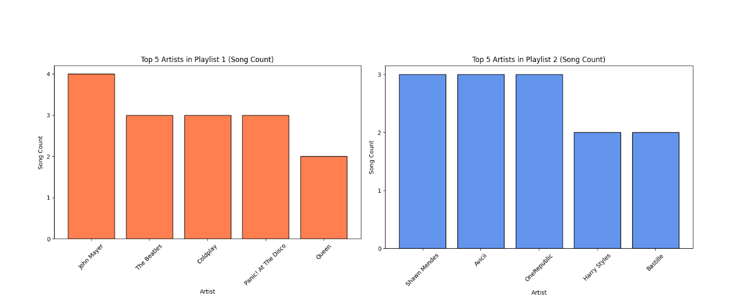 Top 5 Artists in Playlist 1 (Song Count)
Song Count
4
3
2
1
0
John Mayer
The Beatles
Coldplay
Panic! At The Disco
Queen
Artist
Top 5 Artists in Playlist 2 (Song Count)
Song Count
3
2
1
0
Shawn Mendes
Avicii
OneRepublic
Harry Styles
Bastille
Artist